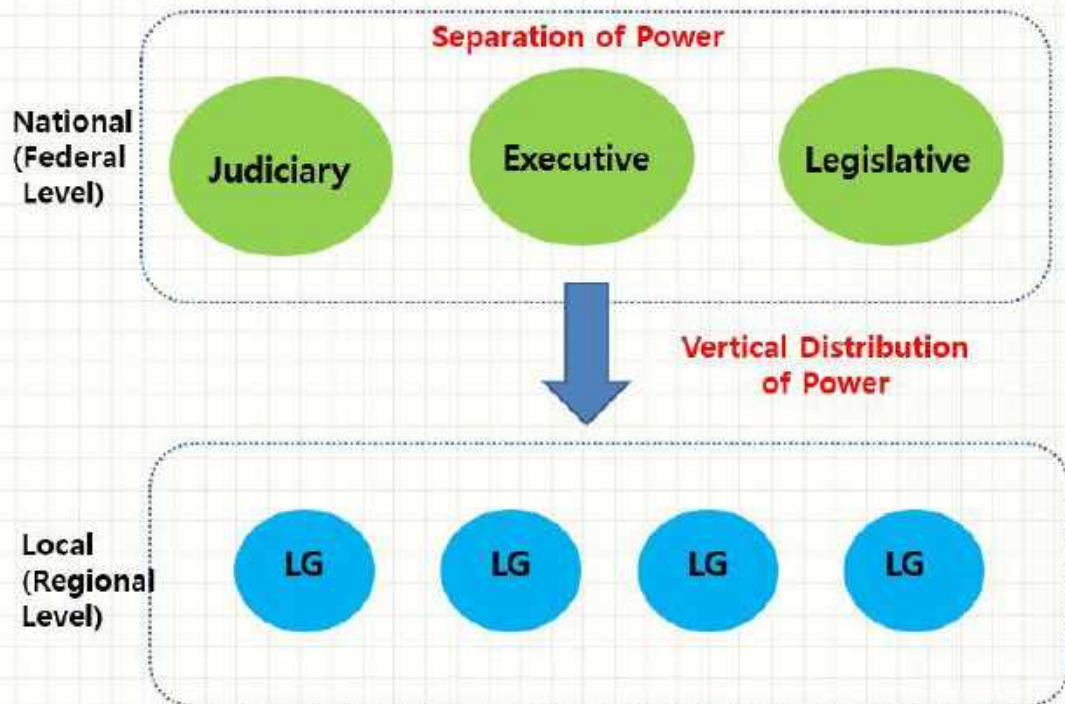 Separation of Power
National
(Federal
Level)
Judiciary
Executive
Legislative
Vertical Distribution
of Power
Local
(Regional
Level)
LG
LG
LG
LG